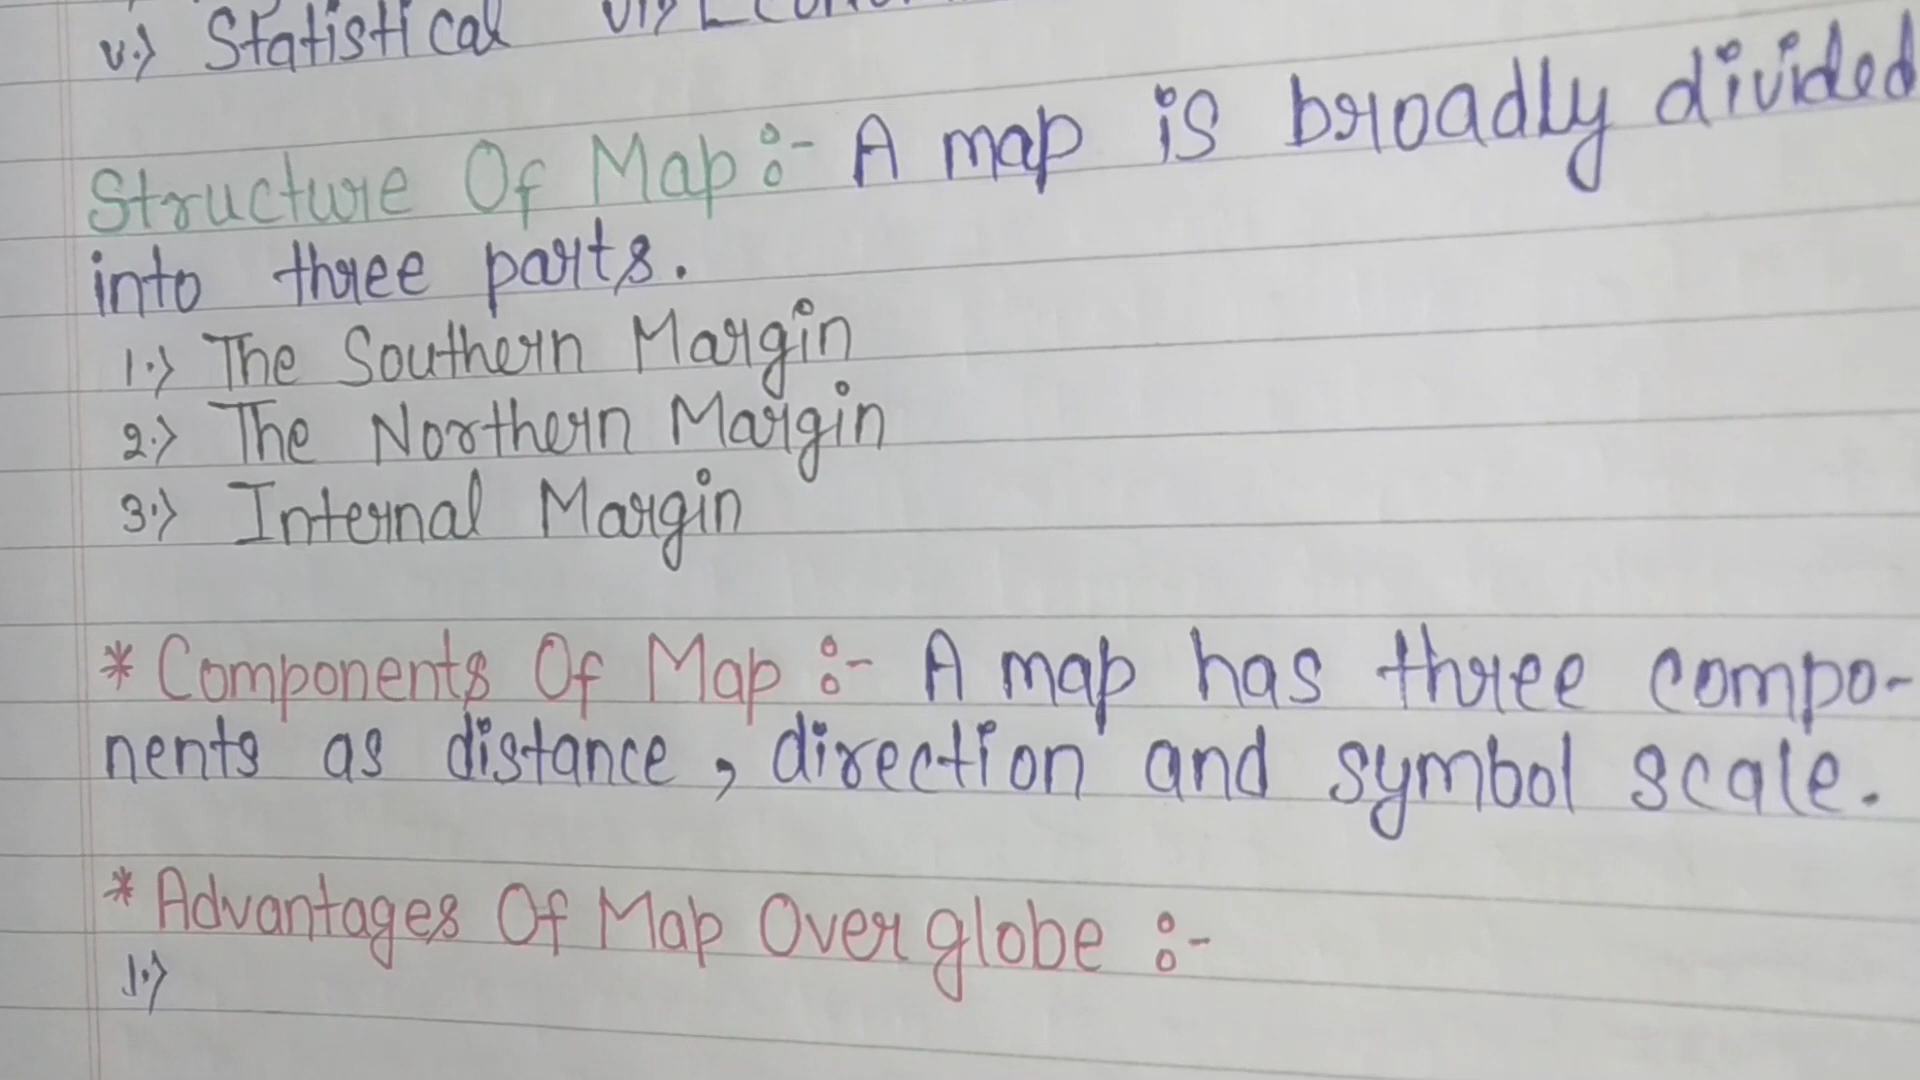 v.) Statistical vi)
Structure Of Map :- A map is broadly divided
into three parts.
1.) The Southern Margin
2.) The Northern Margin
3.) Internal Margin
* Components Of Map :- A map has three compo-
nents as distance, direction and symbol scale.
* Advantages Of Map Over globe :-
1.)